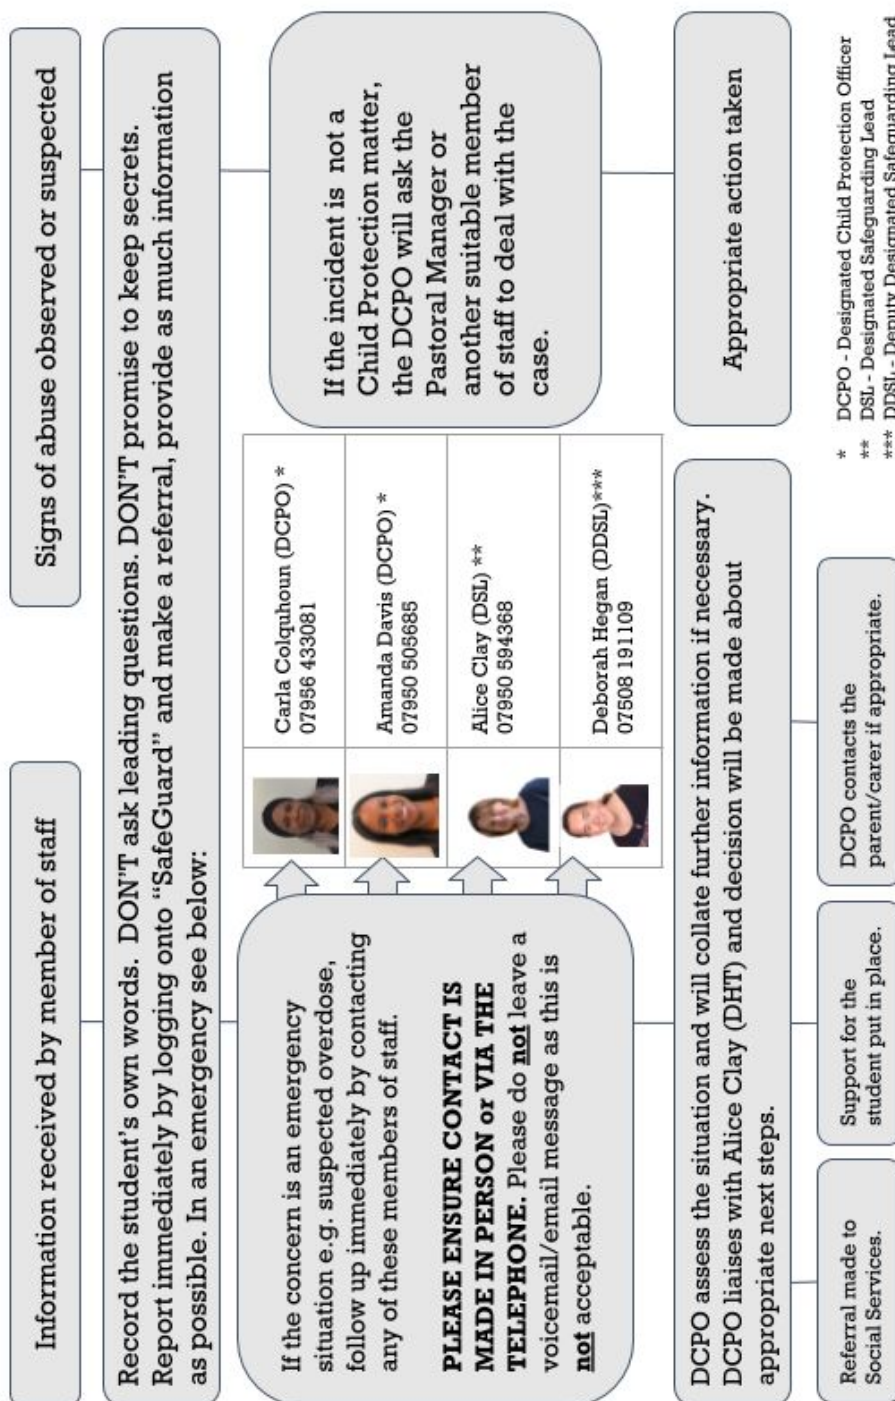 Information received by member of staff
Signs of abuse observed or suspected
Record the student's own words. DON'T ask leading questions. DON'T promise to keep secrets.
Report immediately by logging onto "SafeGuard" and make a referral, provide as much information
as possible. In an emergency see below:
If the concern is an emergency
situation e.g. suspected overdose,
follow up immediately by contacting
any of these members of staff.
PLEASE ENSURE CONTACT IS
MADE IN PERSON or VIA THE
TELEPHONE. Please do not leave a
voicemail/email message as this is
not acceptable.
Carla Colquhoun (DCPO) *
07956 433081
Amanda Davis (DCPO) *
07950 505685
Alice Clay (DSL) **
07950 594368
Deborah Hegan (DDSL)***
07508 191109
If the incident is not a
Child Protection matter,
the DCPO will ask the
Pastoral Manager or
another suitable member
of staff to deal with the
case.
DCPO assess the situation and will collate further information if necessary.
DCPO liaises with Alice Clay (DHT) and decision will be made about
appropriate next steps.
Appropriate action taken
Referral made to
Social Services.
Support for the
student put in place.
DCPO contacts the
parent/carer if appropriate.
* DCPO - Designated Child Protection Officer
** DSL - Designated Safeguarding Lead
*** DDSL - Deputy Designated Safeguarding Lead